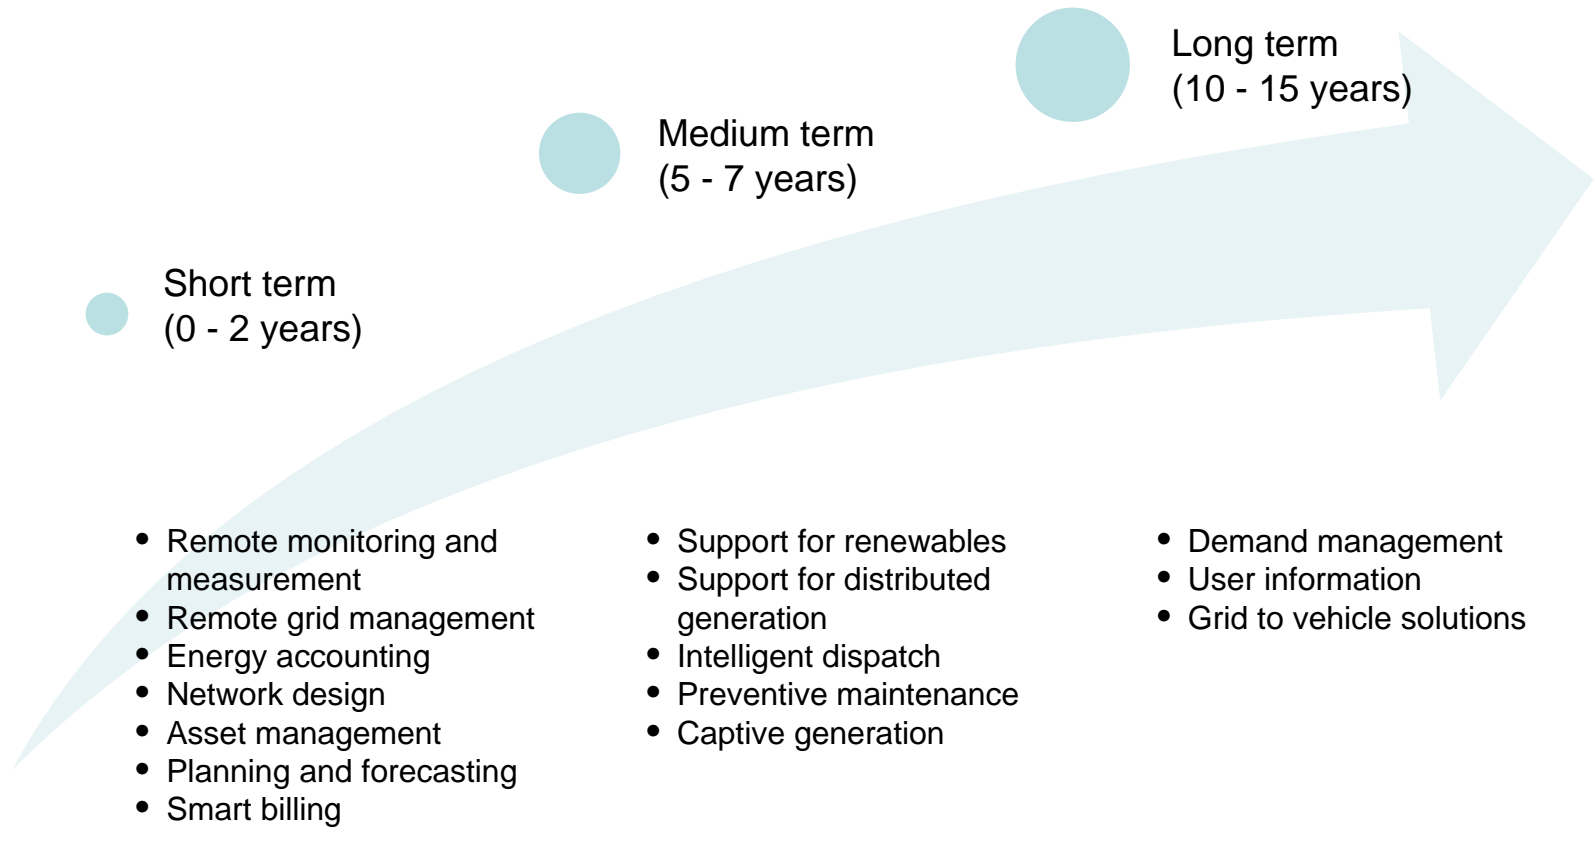 Long term
(10 - 15 years)
Medium term
(5 - 7 years)
Short term
(0 - 2 years)
• Remote monitoring and
measurement
• Remote grid management
• Energy accounting
• Network design
• Asset management
• Planning and forecasting
• Smart billing
• Support for renewables
• Support for distributed
generation
• Intelligent dispatch
• Preventive maintenance
• Captive generation
• Demand management
• User information
• Grid to vehicle solutions